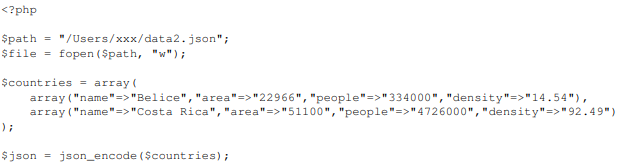 <?php
$path = "/Users/xxx/data2.json";
$file = fopen($path, "w");
$countries = array(
    array("name"=>"Belice","area"=>"22966","people"=>"334000","density"=>"14.54"),
    array("name"=>"Costa Rica","area"=>"51100","people"=>"4726000","density"=>"92.49")
);
$json = json_encode($countries);